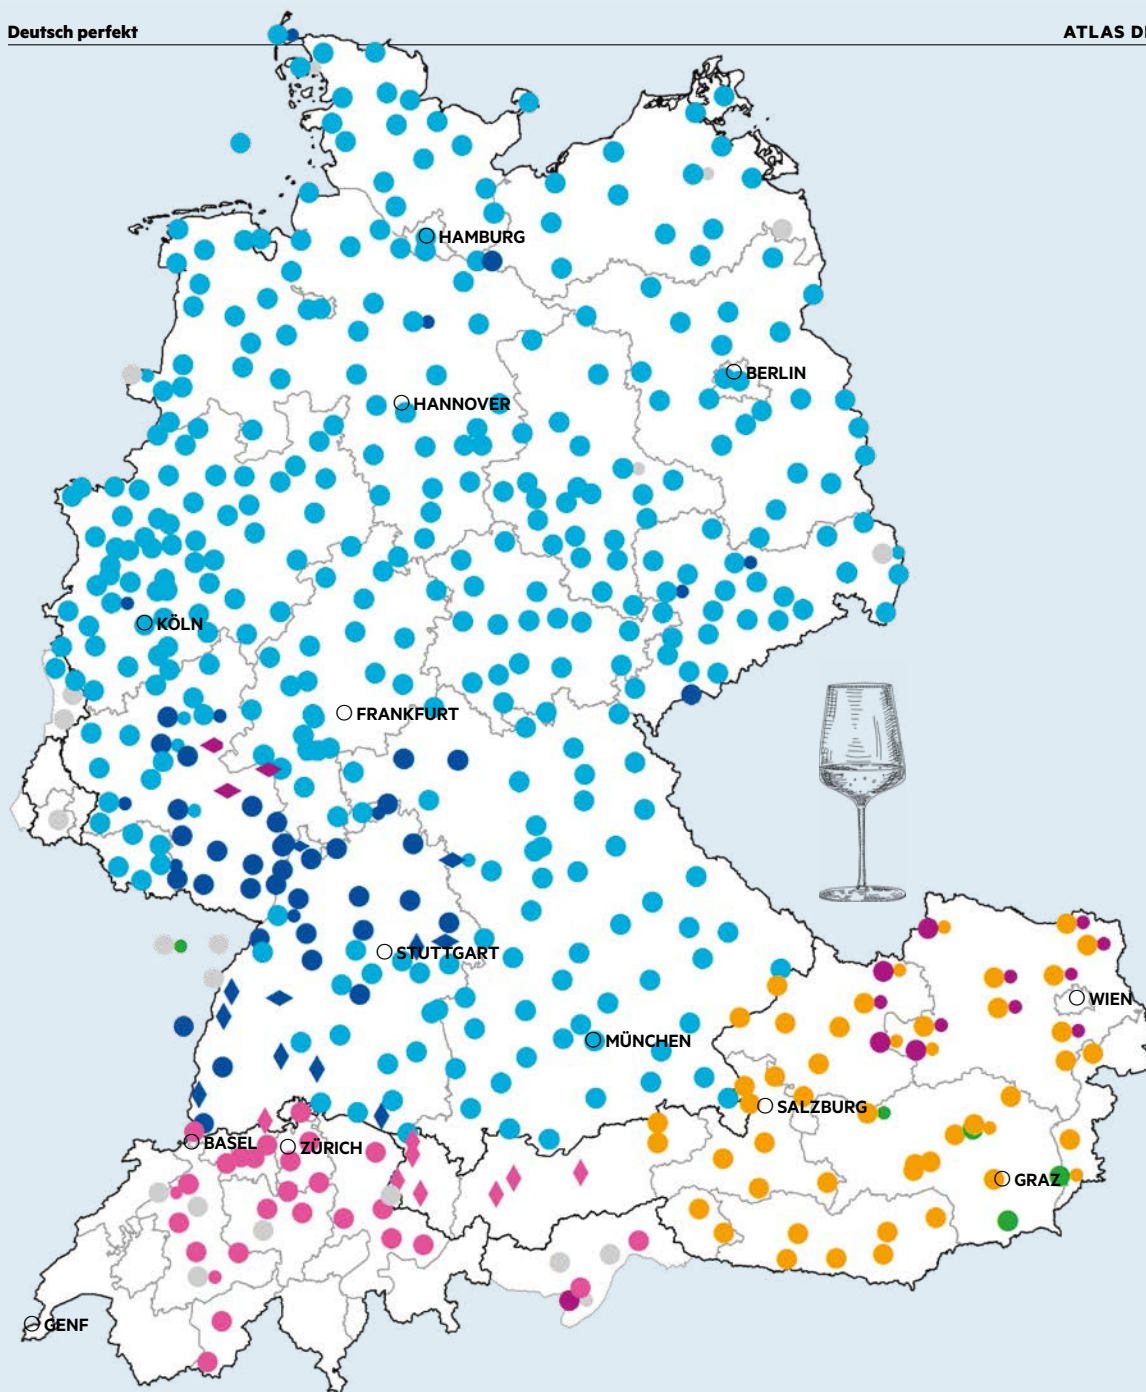 Deutsch perfekt
ATLAS D
HAMBURG
BERLIN
HANNOVER
KÖLN
FRANKFURT
STUTTGART
WIEN
MÜNCHEN
SALZBURG
BASEL
ZÜRICH
GRAZ
GENF